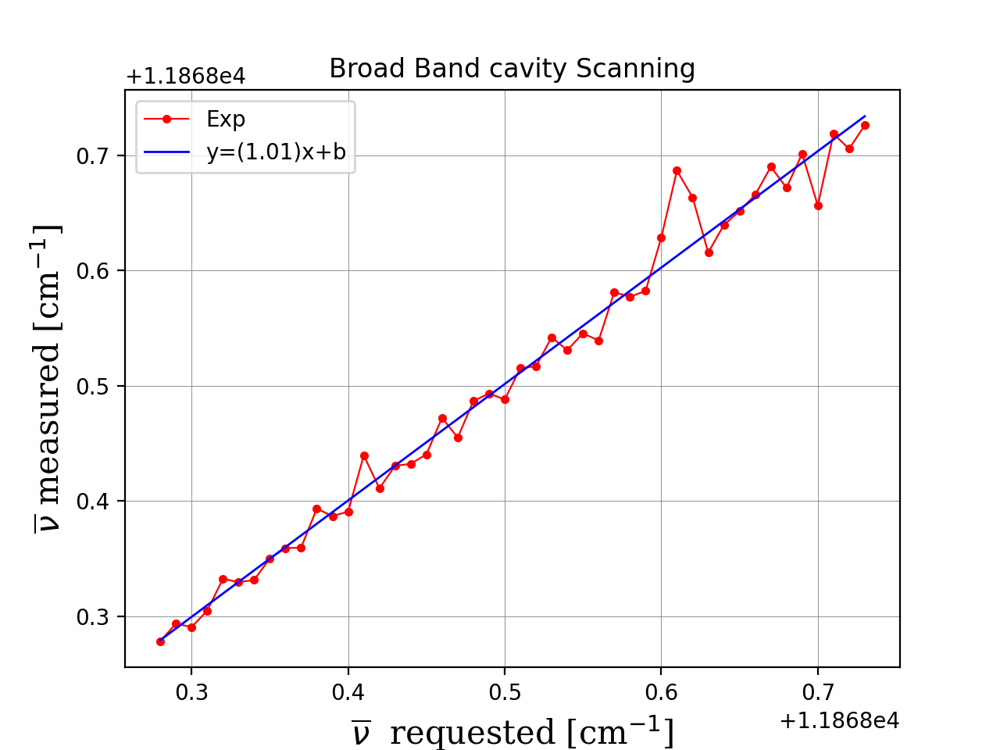 Broad Band cavity Scanning
+1.1868e4
Exp
y=(1.01)x+b
0.7
0.6
0.5
0.4
0.3
ν̅ measured [cm⁻¹]
0.3 0.4 0.5 0.6 0.7
+1.1868e4
ν̅ requested [cm⁻¹]